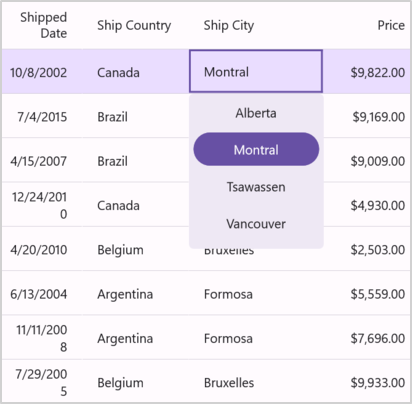 Shipped Date Ship Country Ship City Price
10/8/2002 Canada Montral $9,822.00
Alberta
7/4/2015 Brazil $9,169.00
Montral
4/15/2007 Brazil $9,009.00
Tsawassen
12/24/2010 Canada $4,930.00
Vancouver
4/20/2010 Belgium Bruxelles $2,503.00
6/13/2004 Argentina Formosa $5,559.00
11/11/2008 Argentina Formosa $7,696.00
7/29/2005 Belgium Bruxelles $9,933.00